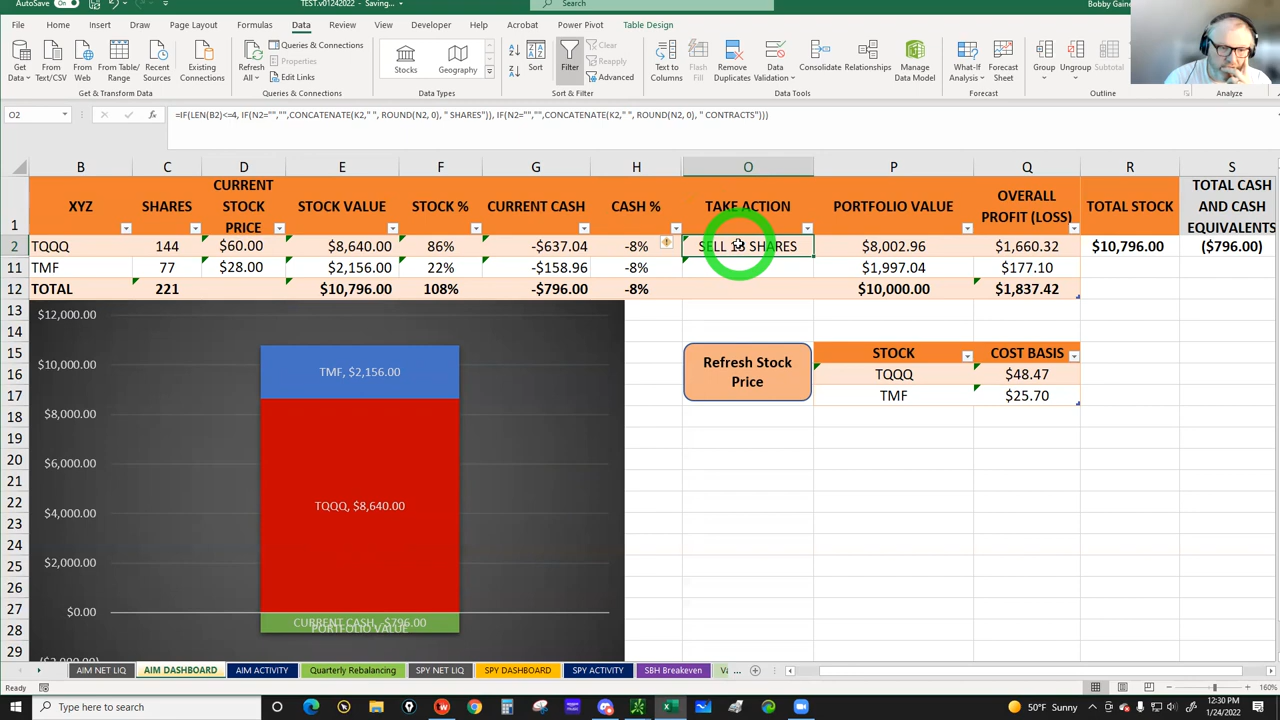 AutoSave On TEST.v01242022 - Saving... Search Bobby Gaine
File Home Insert Draw Page Layout Formulas Data Review View Developer Help Acrobat Power Pivot Table Design
Get Data From Text/CSV From Web From Table/Range Recent Sources Existing Connections Refresh All Queries & Connections Properties Edit Links Stocks Geography Sort Filter Clear Reapply Advanced Text to Columns Flash Fill Remove Duplicates Data Validation Consolidate Relationships Manage Data Model What-If Analysis Forecast Sheet Group Ungroup Subtotal
Get & Transform Data Queries & Connections Data Types Sort & Filter Data Tools Forecast Outline Analyze
O2 fx =IF(LEN(B2)<=4, IF(N2="","",CONCATENATE(K2," ", ROUND(N2, 0), " SHARES")), IF(N2="","",CONCATENATE(K2," ", ROUND(N2, 0), " CONTRACTS")))
B C D E F G H O P Q R S
1 XYZ SHARES CURRENT STOCK PRICE STOCK VALUE STOCK % CURRENT CASH CASH % TAKE ACTION PORTFOLIO VALUE OVERALL PROFIT (LOSS) TOTAL STOCK TOTAL CASH AND CASH EQUIVALENTS
2 TQQQ 144 $60.00 $8,640.00 86% -$637.04 -8% SELL SHARES $8,002.96 $1,660.32 $10,796.00 ($796.00)
11 TMF 77 $28.00 $2,156.00 22% -$158.96 -8% $1,997.04 $177.10
12 TOTAL 221 $10,796.00 108% -$796.00 -8% $10,000.00 $1,837.42
13
14
15 STOCK COST BASIS
16 TQQQ $48.47
17 TMF $25.70
18
19
20
21
22
23
24
25
26
27
28
29
Refresh Stock Price
$12,000.00
$10,000.00
$8,000.00
$6,000.00
$4,000.00
$2,000.00
$0.00
TMF, $2,156.00
TQQQ, $8,640.00
CURRENT CASH, $796.00
PORTFOLIO VALUE
AIM NET LIQ AIM DASHBOARD AIM ACTIVITY Quarterly Rebalancing SPY NET LIQ SPY DASHBOARD SPY ACTIVITY SBH Breakeven ...
Ready 160%
Type here to search 50°F Sunny 12:30 PM
1/24/2022